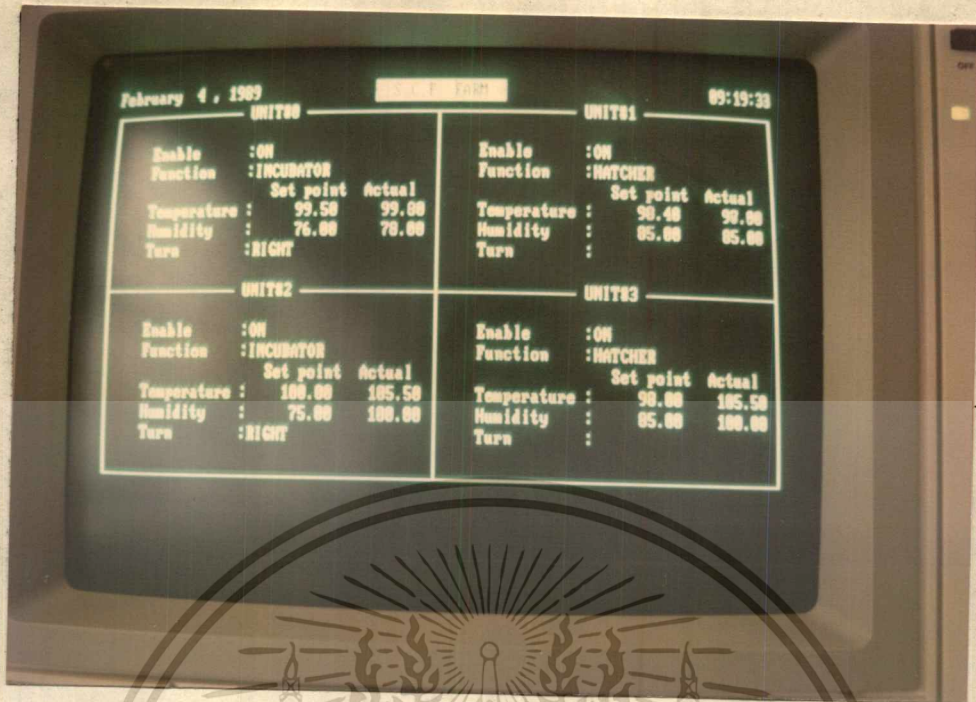 February 4 , 1989
S.C.P FARM
09:19:33
UNIT#0
Enable :ON
Function :INCUBATOR
Set point Actual
Temperature : 99.50 99.00
Humidity : 76.00 78.00
Turn :RIGHT
UNIT#1
Enable :ON
Function :HATCHER
Set point Actual
Temperature : 98.40 98.00
Humidity : 85.00 85.00
Turn :
UNIT#2
Enable :ON
Function :INCUBATOR
Set point Actual
Temperature : 100.00 105.50
Humidity : 75.00 100.00
Turn :RIGHT
UNIT#3
Enable :ON
Function :HATCHER
Set point Actual
Temperature : 98.00 105.50
Humidity : 85.00 100.00
Turn :
OFF